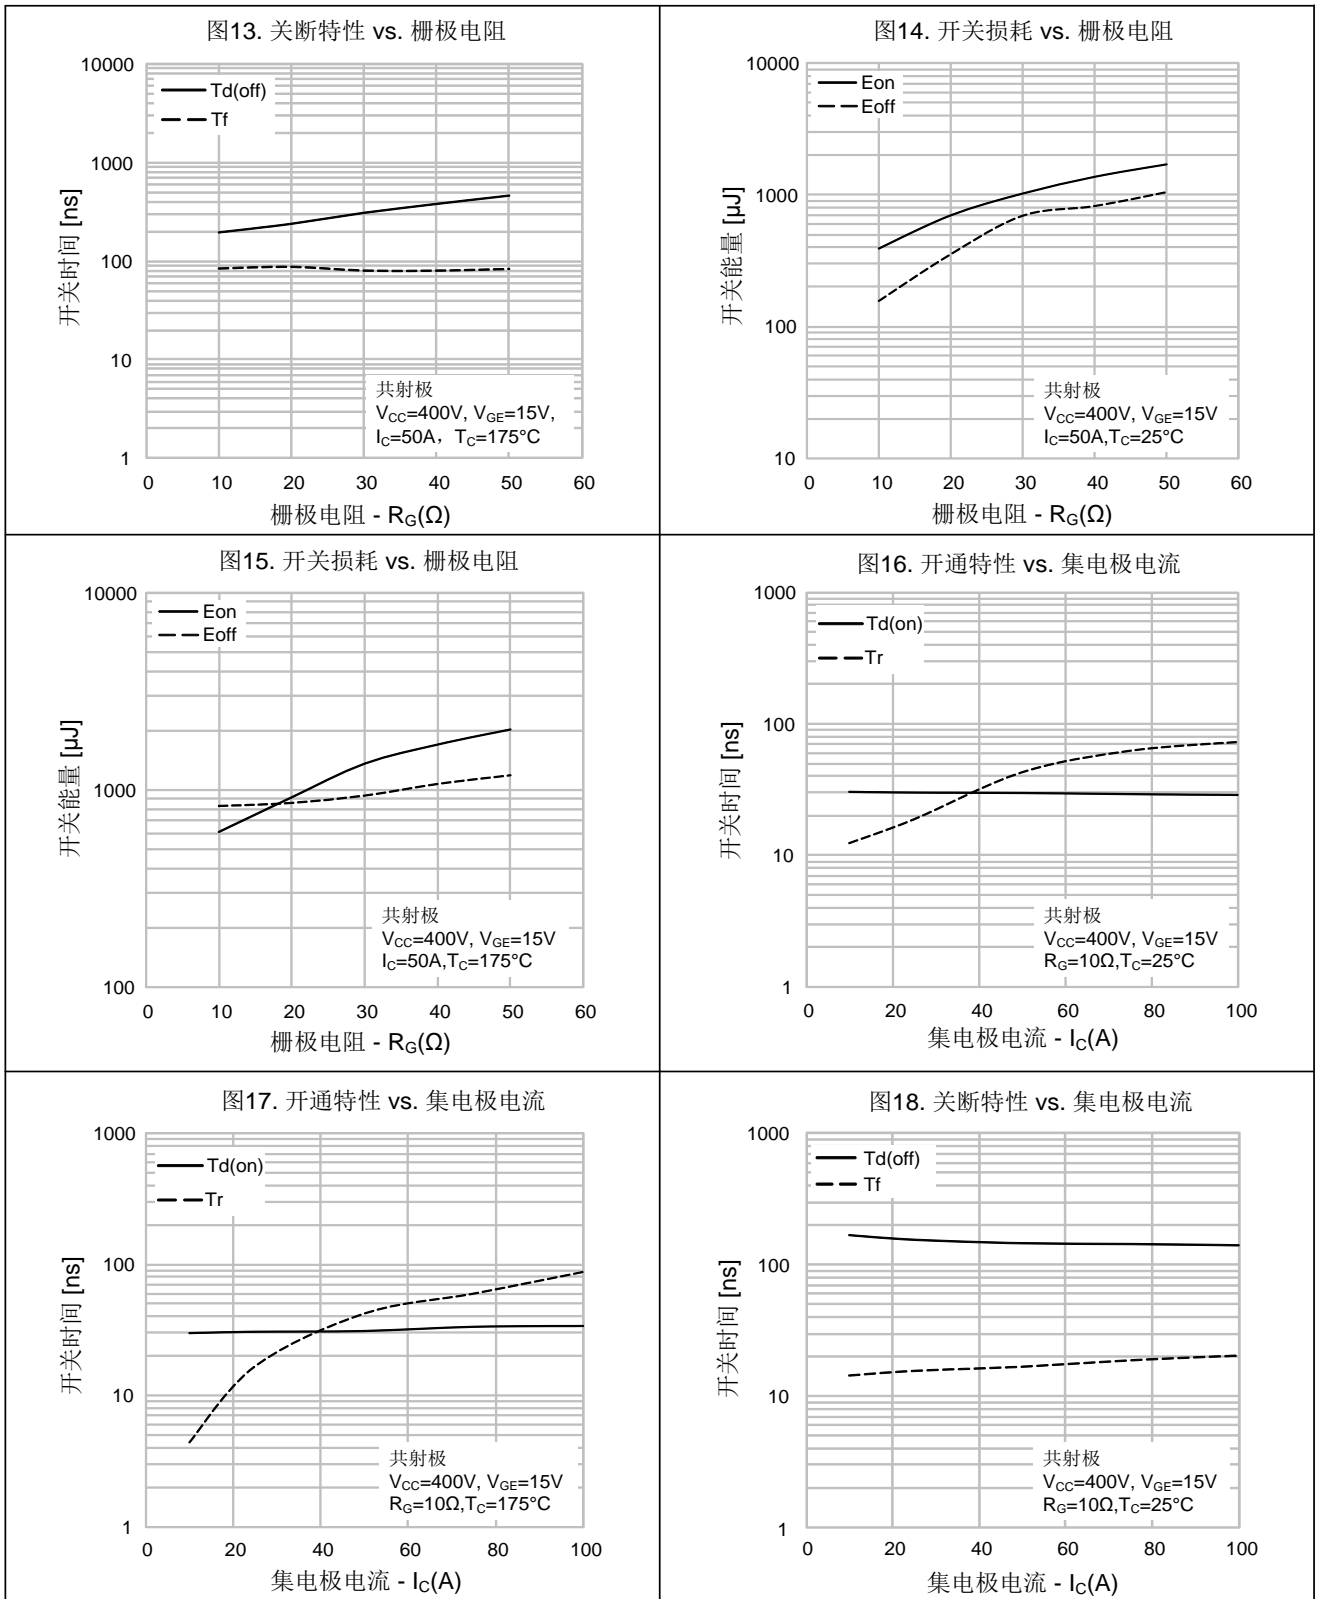 图13. 关断特性 vs. 栅极电阻
10000
1000
100
10
1
开关时间 [ns]
Td(off)
Tf
共射极
VCC=400V, VGE=15V,
IC=50A，TC=175°C
0 10 20 30 40 50 60
栅极电阻 - RG(Ω)
图14. 开关损耗 vs. 栅极电阻
10000
1000
100
10
开关能量 [µJ]
Eon
Eoff
共射极
VCC=400V, VGE=15V
IC=50A,TC=25°C
0 10 20 30 40 50 60
栅极电阻 - RG(Ω)
图15. 开关损耗 vs. 栅极电阻
10000
1000
100
开关能量 [µJ]
Eon
Eoff
共射极
VCC=400V, VGE=15V
IC=50A,TC=175°C
0 10 20 30 40 50 60
栅极电阻 - RG(Ω)
图16. 开通特性 vs. 集电极电流
1000
100
10
1
开关时间 [ns]
Td(on)
Tr
共射极
VCC=400V, VGE=15V
RG=10Ω,TC=25°C
0 20 40 60 80 100
集电极电流 - IC(A)
图17. 开通特性 vs. 集电极电流
1000
100
10
1
开关时间 [ns]
Td(on)
Tr
共射极
VCC=400V, VGE=15V
RG=10Ω,TC=175°C
0 20 40 60 80 100
集电极电流 - IC(A)
图18. 关断特性 vs. 集电极电流
1000
100
10
1
开关时间 [ns]
Td(off)
Tf
共射极
VCC=400V, VGE=15V
RG=10Ω,TC=25°C
0 20 40 60 80 100
集电极电流 - IC(A)